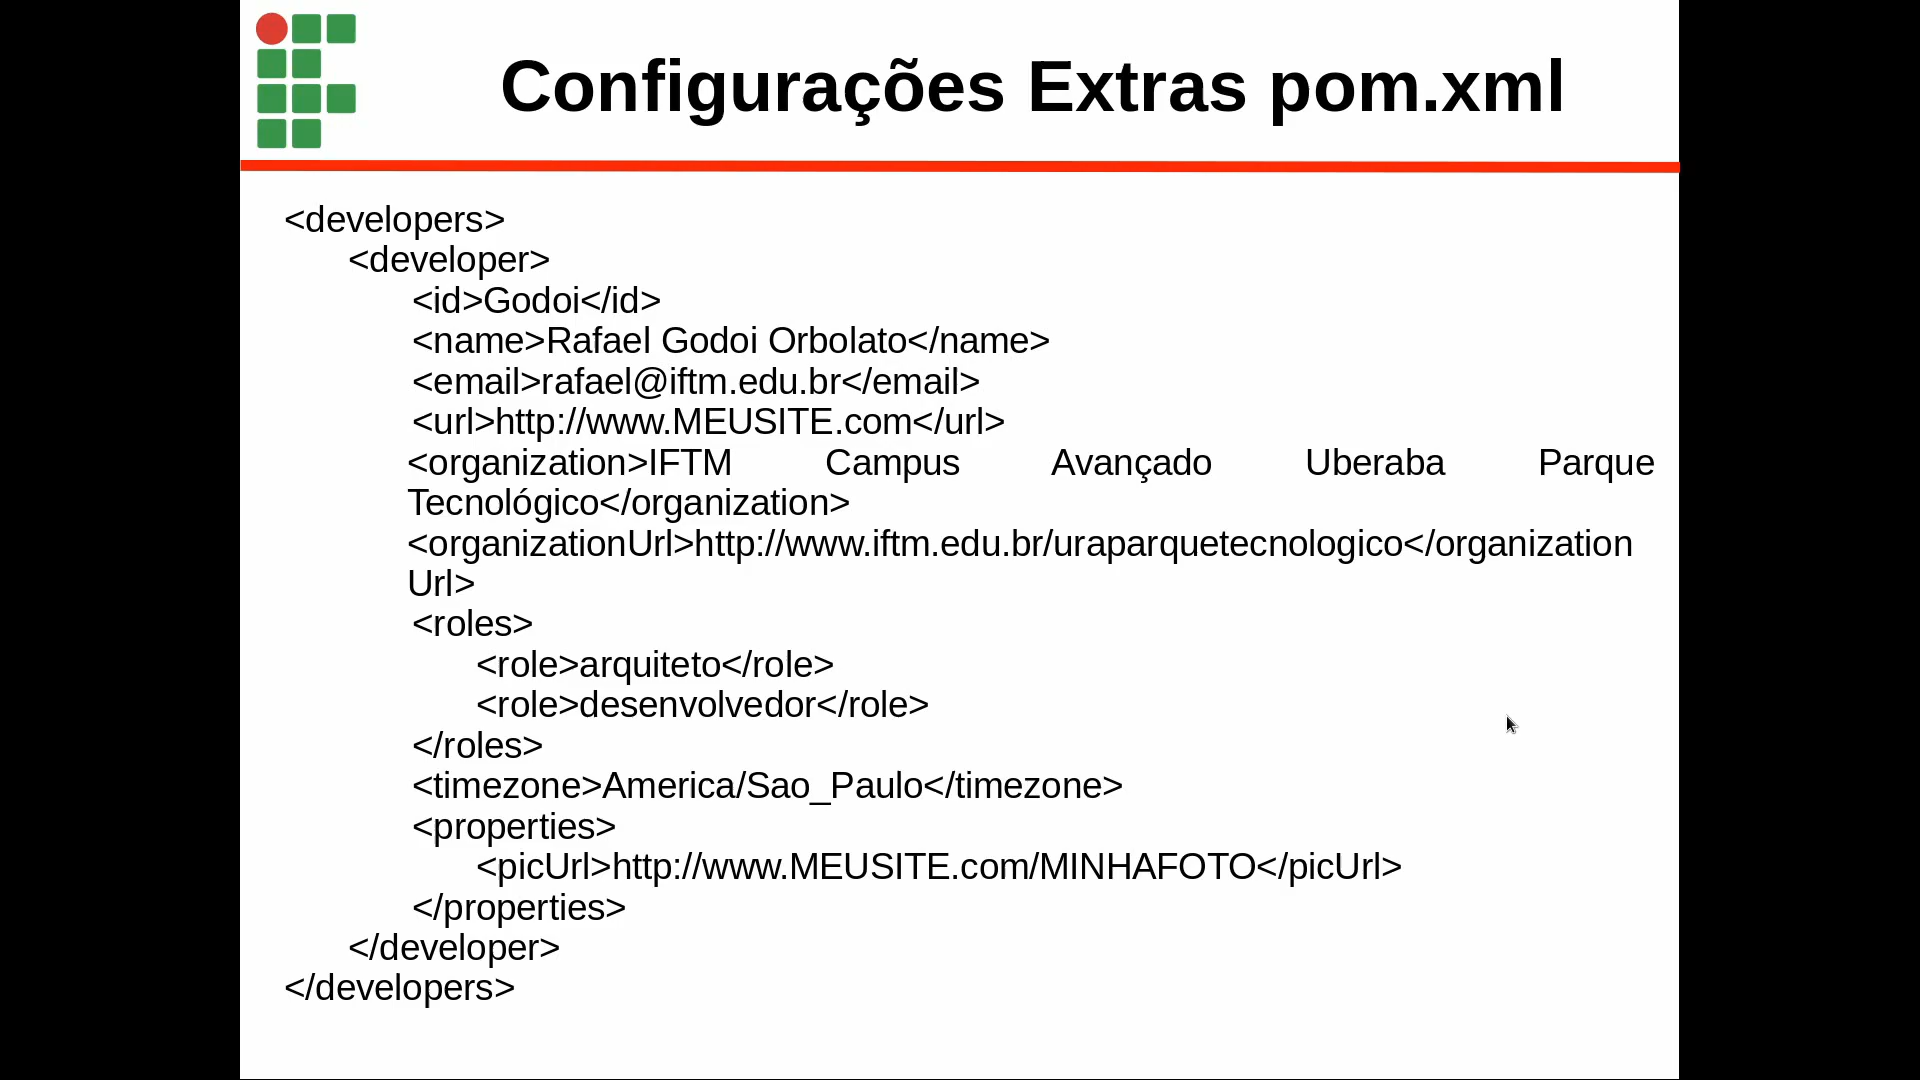 Configurações Extras pom.xml
<developers>
<developer>
<id>Godoi</id>
<name>Rafael Godoi Orbolato</name>
<email>rafael@iftm.edu.br</email>
<url>http://www.MEUSITE.com</url>
<organization>IFTM Campus Avançado Uberaba Parque
Tecnológico</organization>
<organizationUrl>http://www.iftm.edu.br/uraparquetecnologico</organization
Url>
<roles>
<role>arquiteto</role>
<role>desenvolvedor</role>
</roles>
<timezone>America/Sao_Paulo</timezone>
<properties>
<picUrl>http://www.MEUSITE.com/MINHAFOTO</picUrl>
</properties>
</developer>
</developers>